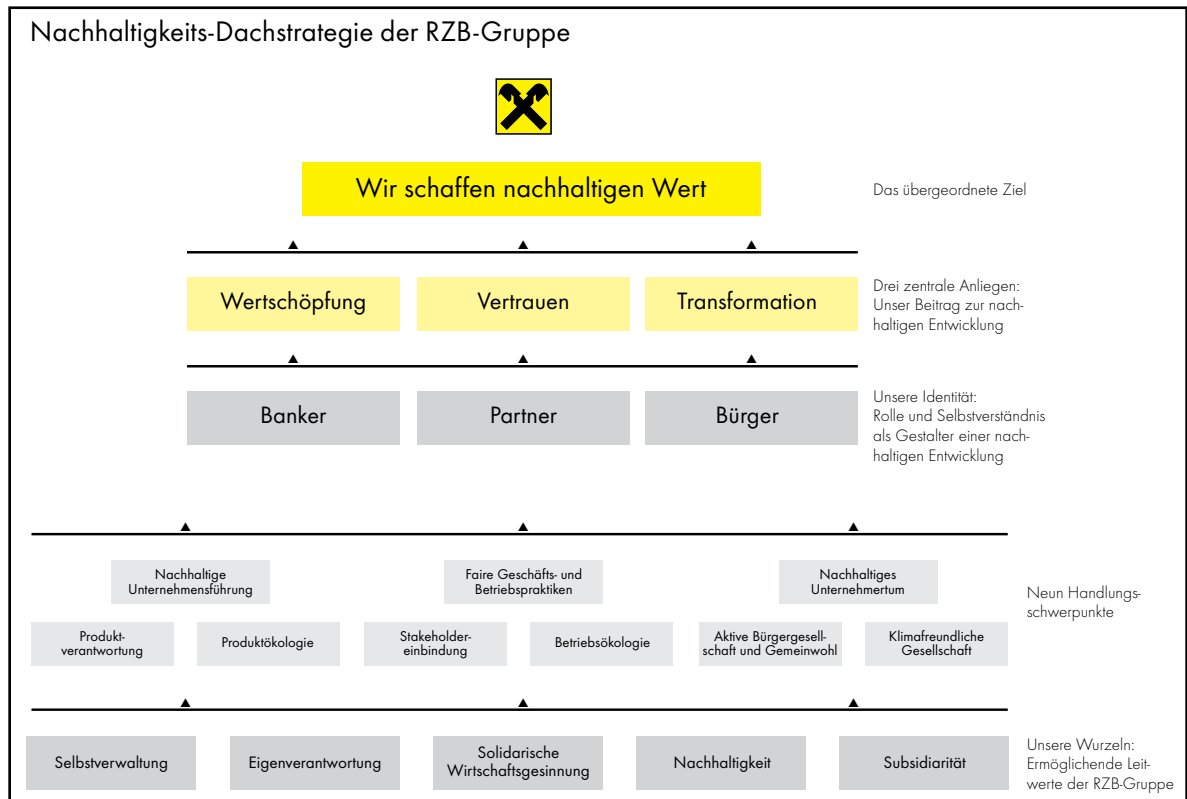 Nachhaltigkeits-Dachstrategie der RZB-Gruppe
Wir schaffen nachhaltigen Wert
Das übergeordnete Ziel
Wertschöpfung
Vertrauen
Transformation
Drei zentrale Anliegen:
Unser Beitrag zur nach-
haltigen Entwicklung
Banker
Partner
Bürger
Unsere Identität:
Rolle und Selbstverständnis
als Gestalter einer nach-
haltigen Entwicklung
Nachhaltige
Unternehmensführung
Faire Geschäfts- und
Betriebspraktiken
Nachhaltiges
Unternehmertum
Produkt-
verantwortung
Produktökologie
Stakeholder-
einbindung
Betriebsökologie
Aktive Bürgergesell-
schaft und Gemeinwohl
Klimafreundliche
Gesellschaft
Neun Handlungs-
schwerpunkte
Selbstverwaltung
Eigenverantwortung
Solidarische
Wirtschaftsgesinnung
Nachhaltigkeit
Subsidiarität
Unsere Wurzeln:
Ermöglichende Leit-
werte der RZB-Gruppe